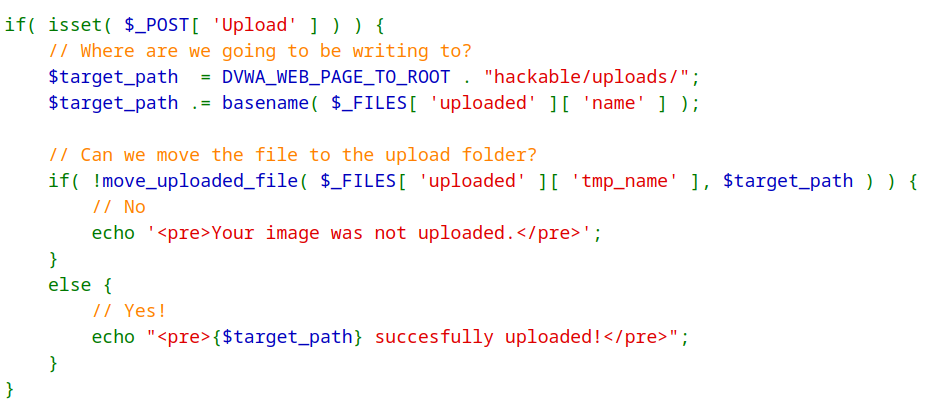 if( isset( $_POST[ 'Upload' ] ) ) {
    // Where are we going to be writing to?
    $target_path  = DVWA_WEB_PAGE_TO_ROOT . "hackable/uploads/";
    $target_path .= basename( $_FILES[ 'uploaded' ][ 'name' ] );

    // Can we move the file to the upload folder?
    if( !move_uploaded_file( $_FILES[ 'uploaded' ][ 'tmp_name' ], $target_path ) ) {
        // No
        echo '<pre>Your image was not uploaded.</pre>';
    }
    else {
        // Yes!
        echo "<pre>{$target_path} succesfully uploaded!</pre>";
    }
}